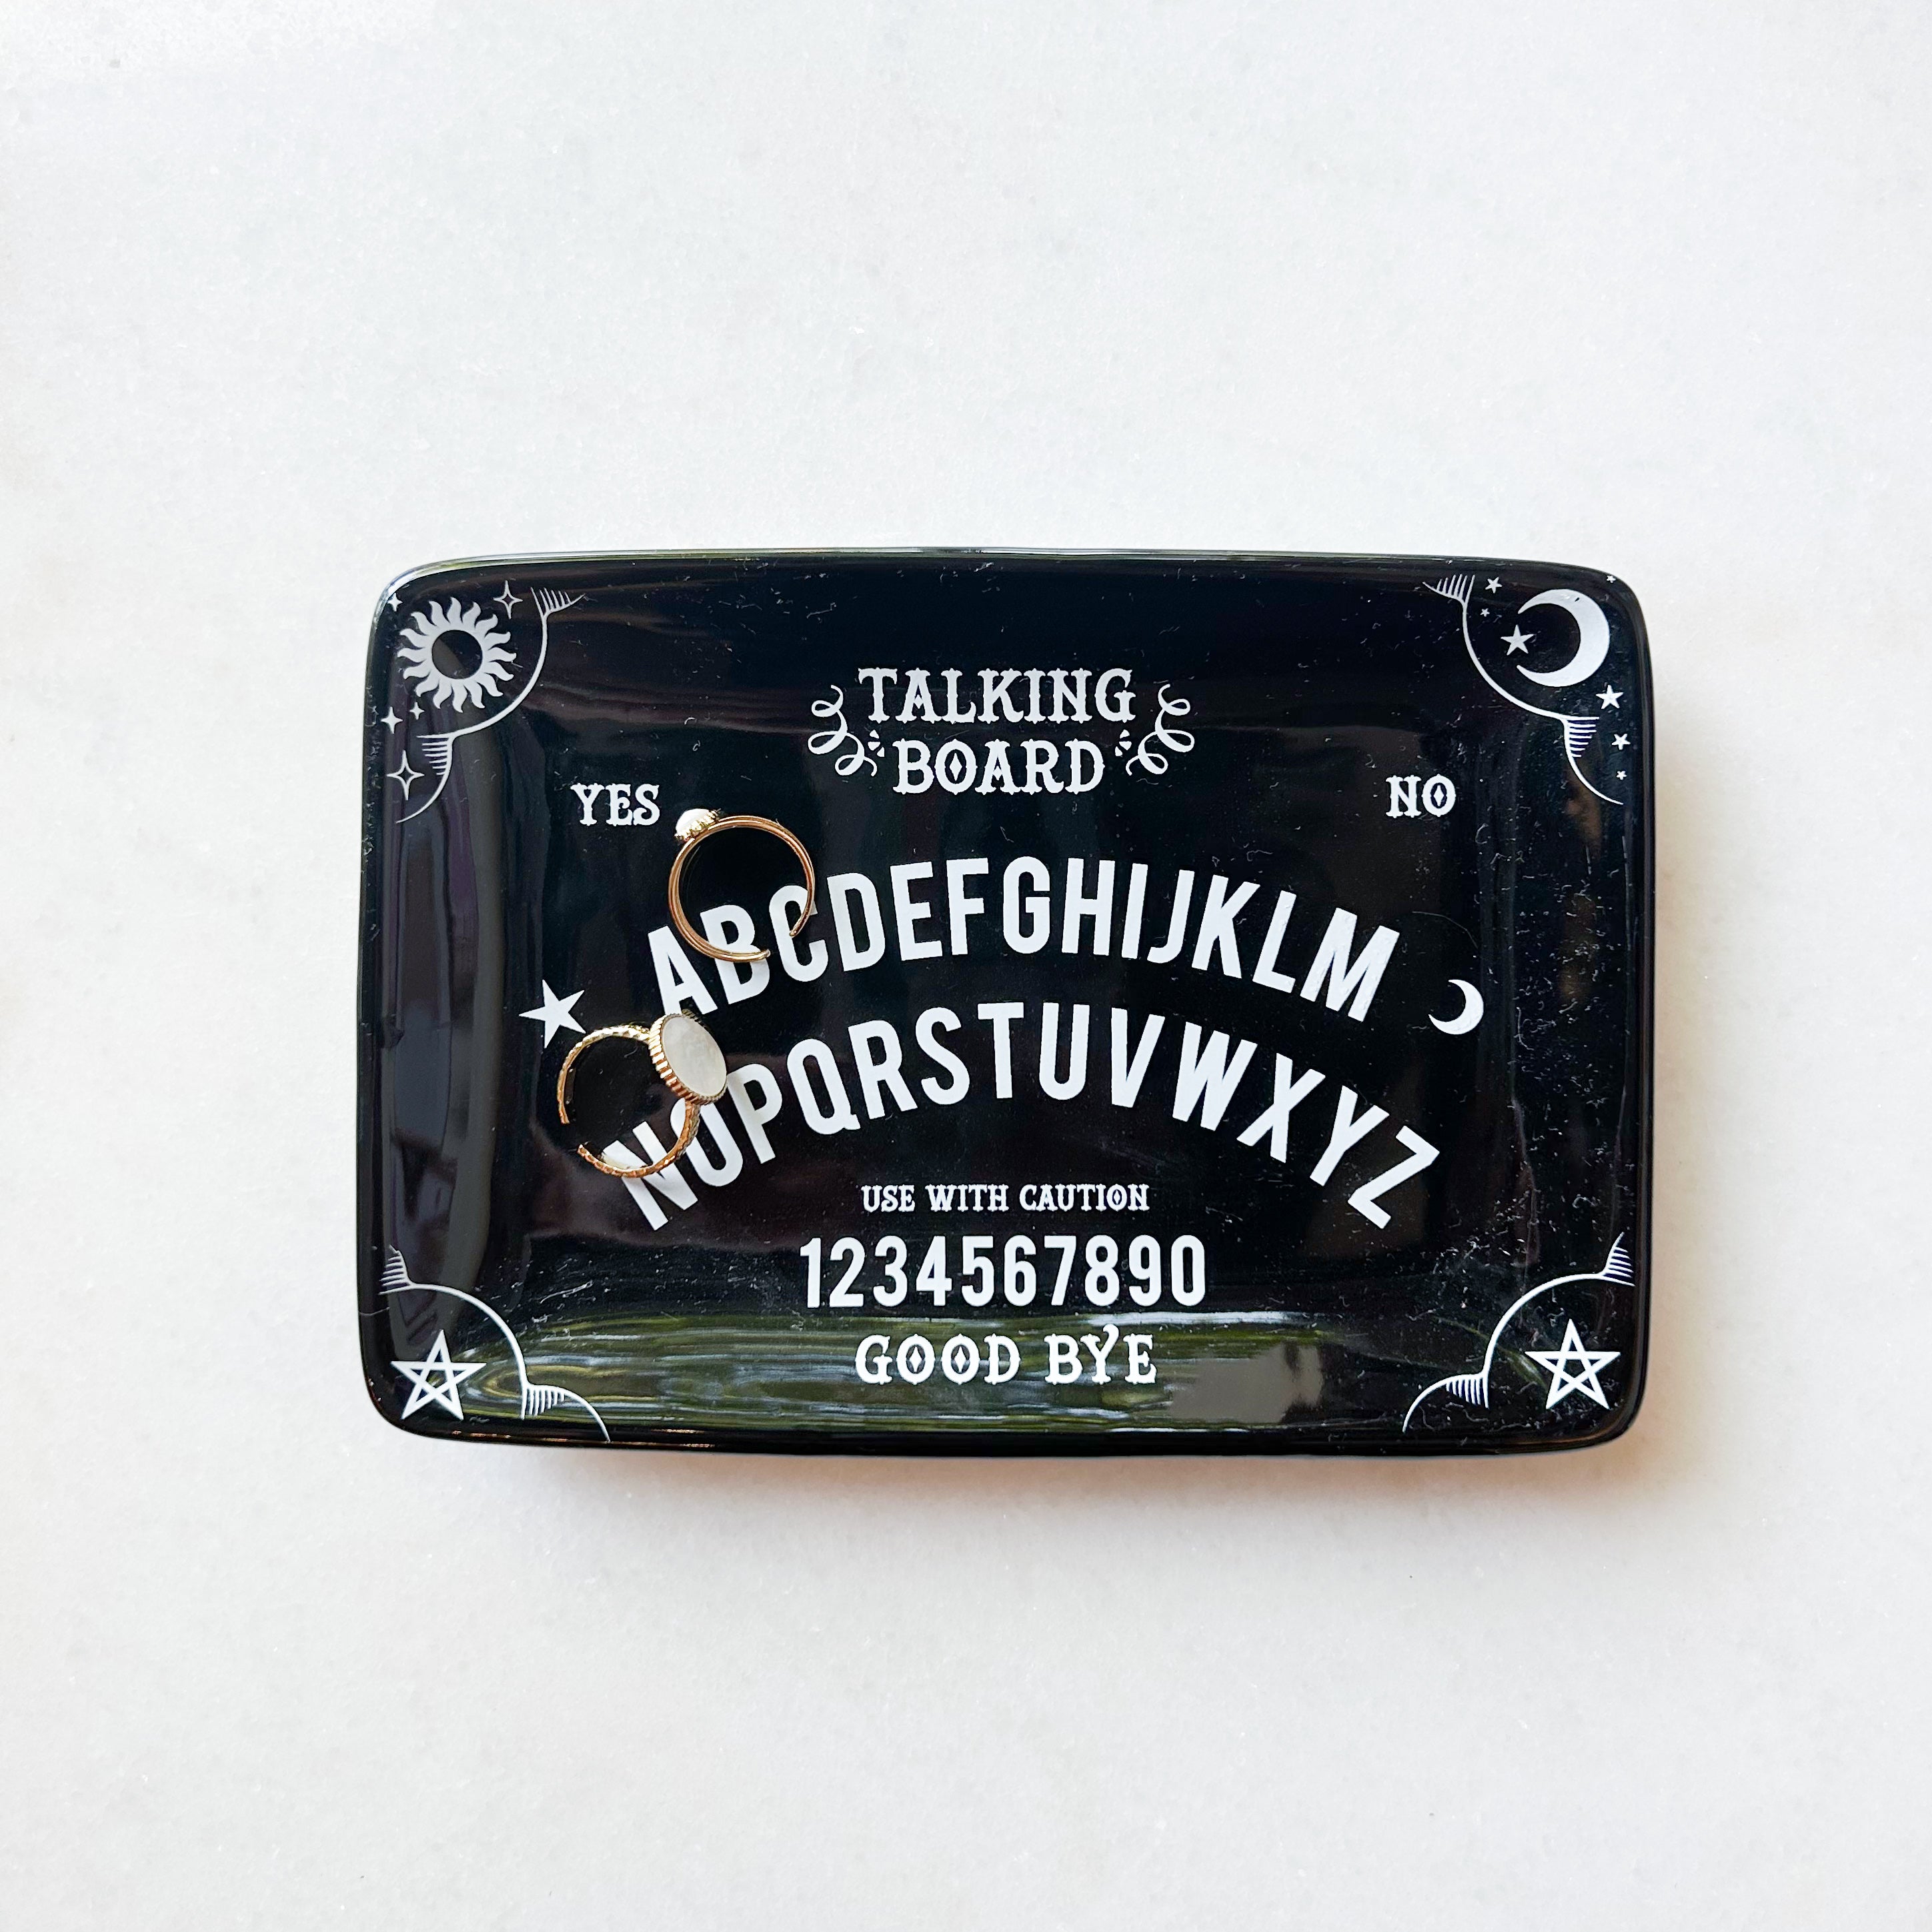 TALKING
BOARD
YES
NO
ABCDEFGHIJKLM
NOPQRSTUVWXYZ
USE WITH CAUTION
1234567890
GOOD BYE